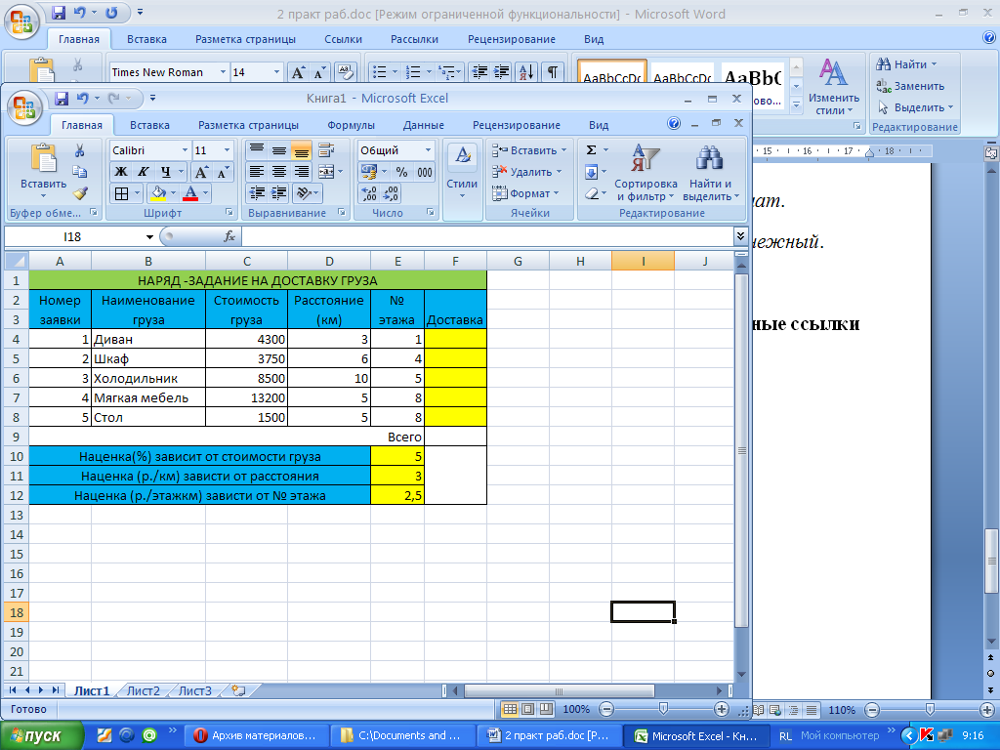 2 практ раб.doc [Режим ограниченной функциональности] - Microsoft Word
Главная Вставка Разметка страницы Ссылки Рассылки Рецензирование Вид
Times New Roman 14 AaBbCcDc AaBbCcDc AaBbC
Изменить стили Найти Заменить Выделить
Редактирование
Книга1 - Microsoft Excel
Главная Вставка Разметка страницы Формулы Данные Рецензирование Вид
Вставить Calibri 11 Общий Стили Вставить Удалить Формат Сортировка и фильтр Найти и выделить
Ж К Ч % 000
Буфер обме... Шрифт Выравнивание Число Ячейки Редактирование
I18 fx
A B C D E F G H I J
1 НАРЯД -ЗАДАНИЕ НА ДОСТАВКУ ГРУЗА
2 Номер Наименование Стоимость Расстояние №
3 заявки груза груза (км) этажа Доставка
4 1 Диван 4300 3 1
5 2 Шкаф 3750 6 4
6 3 Холодильник 8500 10 5
7 4 Мягкая мебель 13200 5 8
8 5 Стол 1500 5 8
9 Всего
10 Наценка(%) зависит от стоимости груза 5
11 Наценка (р./км) зависти от расстояния 3
12 Наценка (р./этажкм) зависти от № этажа 2,5
13
14
15
16
17
18
19
20
21
15 16 17 18
нежный.
ные ссылки
Лист1 Лист2 Лист3
Готово 100% 110%
пуск Архив материалов... C:\Documents and ... 2 практ раб.doc [Р... Microsoft Excel - Кн... RL Мой компьютер 9:16